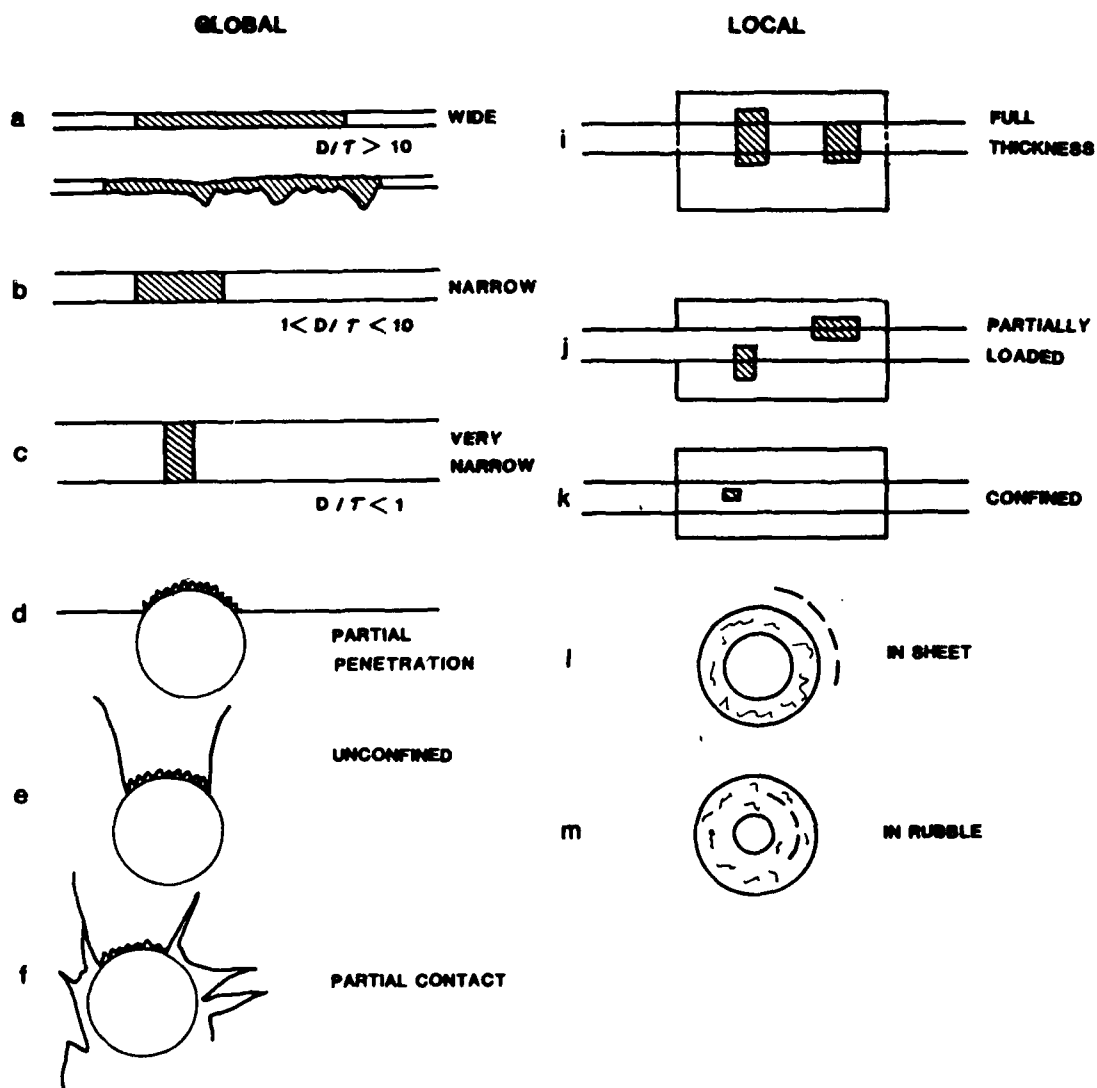 GLOBAL
a
WIDE
D/T > 10
b
NARROW
1 < D/T < 10
c
VERY
NARROW
D/T < 1
d
PARTIAL
PENETRATION
UNCONFINED
e
f
PARTIAL CONTACT
LOCAL
i
FULL
THICKNESS
j
PARTIALLY
LOADED
k
CONFINED
l
IN SHEET
m
IN RUBBLE